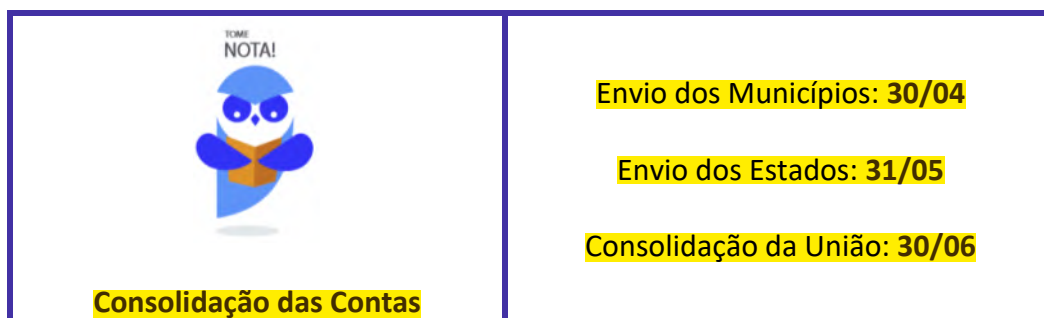 TOME
NOTA!
Consolidação das Contas
Envio dos Municípios: 30/04
Envio dos Estados: 31/05
Consolidação da União: 30/06